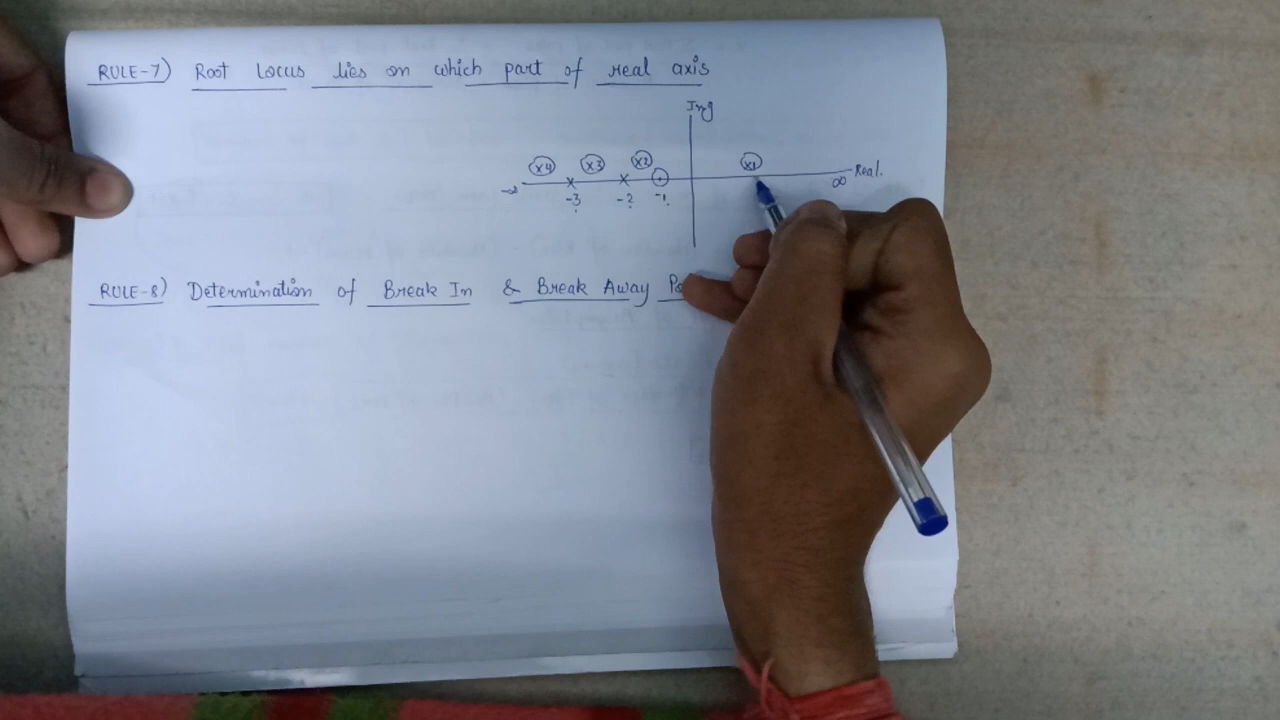 RULE-7) Root Locus lies on which part of real axis
Img
x4 x3 x2 x1
Real.
-∞ -3 -2 -1 ∞
RULE-8) Determination of Break In & Break Away